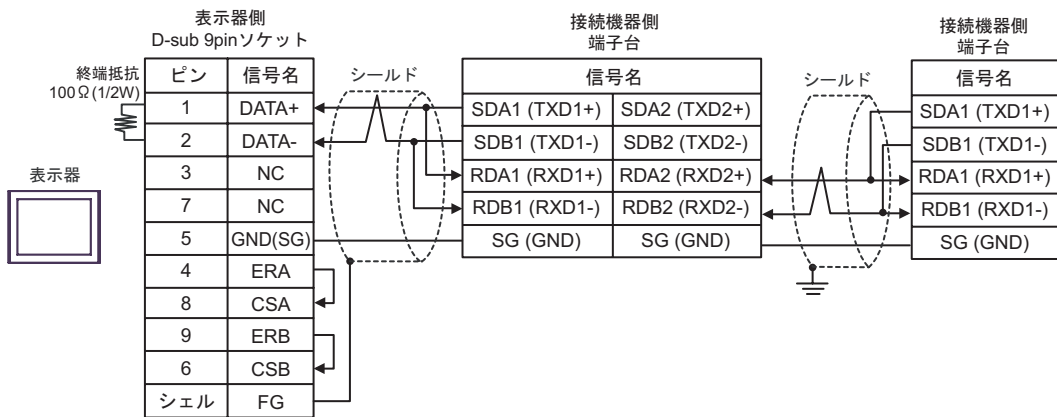 表示器側
D-sub 9pinソケット
接続機器側
端子台
接続機器側
端子台
終端抵抗
100Ω(1/2W)
ピン 信号名
1 DATA+
2 DATA-
3 NC
7 NC
5 GND(SG)
4 ERA
8 CSA
9 ERB
6 CSB
シェル FG
表示器
シールド
信号名
SDA1 (TXD1+) SDA2 (TXD2+)
SDB1 (TXD1-) SDB2 (TXD2-)
RDA1 (RXD1+) RDA2 (RXD2+)
RDB1 (RXD1-) RDB2 (RXD2-)
SG (GND) SG (GND)
シールド
信号名
SDA1 (TXD1+)
SDB1 (TXD1-)
RDA1 (RXD1+)
RDB1 (RXD1-)
SG (GND)